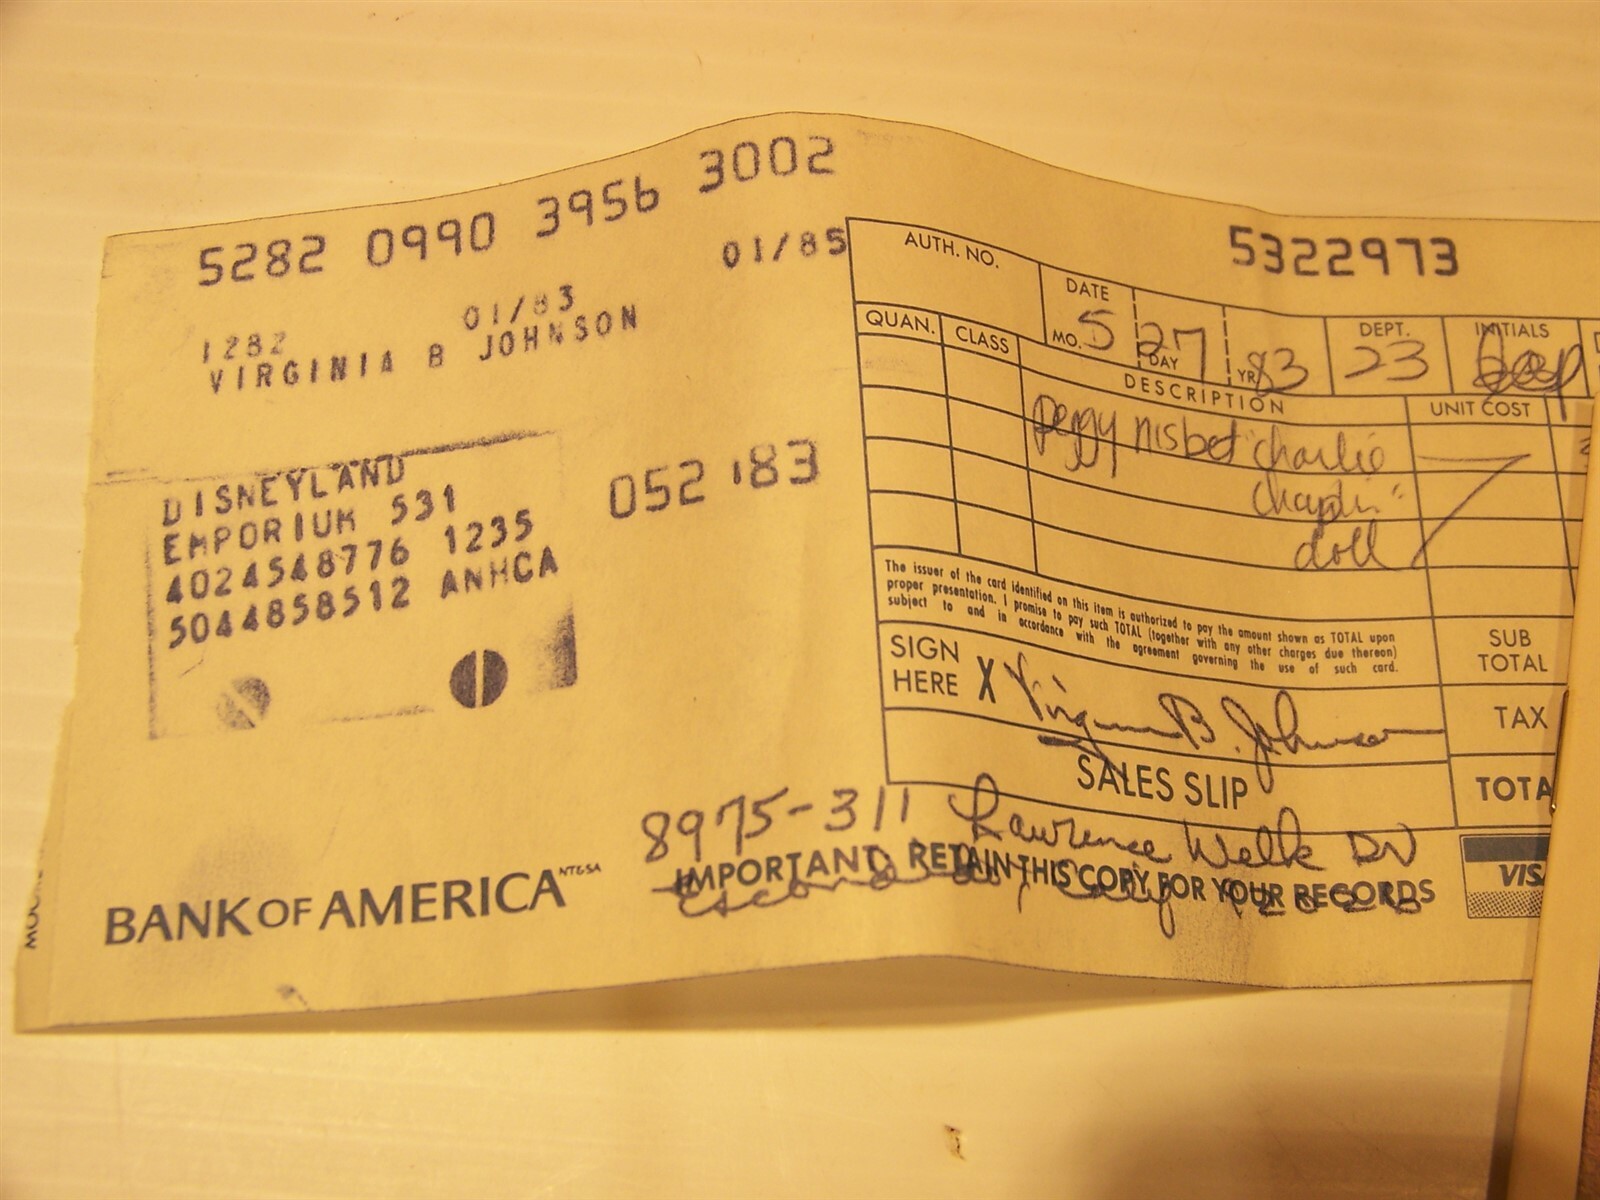 5282 0990 3956 3002
01/85
01/83
1282
VIRGINIA B JOHNSON
DISNEYLAND
EMPORIUM 531
4024548776 1235
5044858512 ANHCA
052 '83
5322973
AUTH. NO.
DATE
MO. 5 DAY 27 YR. 83
DEPT. 23
INITIALS
QUAN. CLASS DESCRIPTION UNIT COST
peggy nisbet "charlie
chaplin"
doll
The issuer of the card identified on this item is authorized to pay the amount shown as TOTAL upon
proper presentation. I promise to pay such TOTAL (together with any other charges due thereon)
subject to and in accordance with the agreement governing the use of such card.
SIGN
HERE X Virginia B. Johnson
SUB
TOTAL
TAX
TOTA
SALES SLIP
8975-311 Lawrence Welk DV
Escondido, Calif
IMPORTANT: RETAIN THIS COPY FOR YOUR RECORDS
BANK OF AMERICA NT&SA
VIS